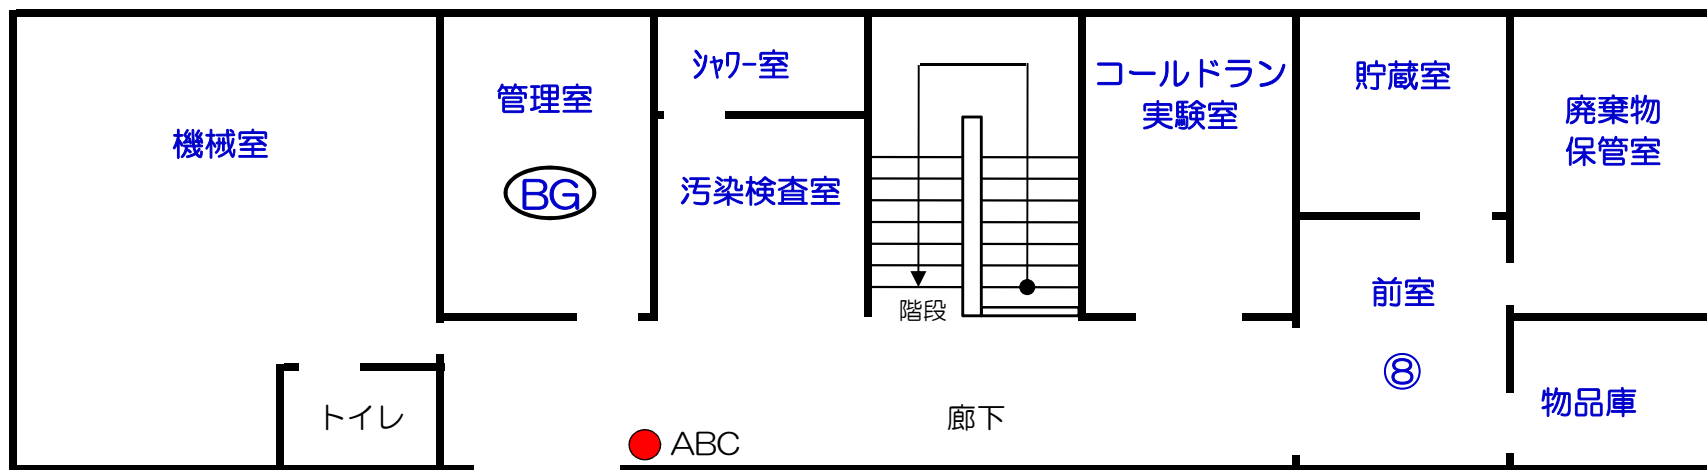 機械室
管理室
BG
ｼｬﾜｰ室
汚染検査室
階段
コールドラン
実験室
貯蔵室
前室
⑧
廃棄物
保管室
物品庫
トイレ
ABC
廊下